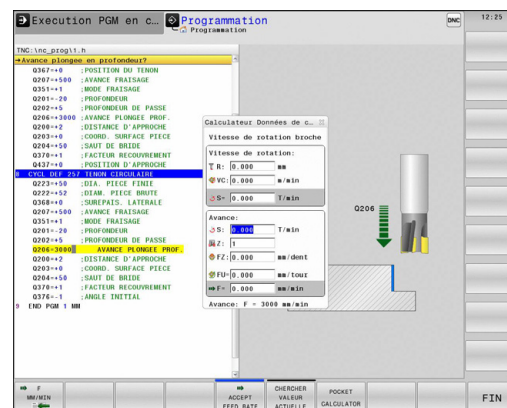 Execution PGM en c...
Programmation
Programmation
DNC
12:25
TNC:\nc_prog\1.h
→Avance plongee en profondeur?
Q367=+0 ;POSITION DU TENON
Q207=+500 ;AVANCE FRAISAGE
Q351=+1 ;MODE FRAISAGE
Q201=-20 ;PROFONDEUR
Q202=+5 ;PROFONDEUR DE PASSE
Q206=+3000 ;AVANCE PLONGEE PROF.
Q200=+2 ;DISTANCE D'APPROCHE
Q203=+0 ;COORD. SURFACE PIECE
Q204=+50 ;SAUT DE BRIDE
Q370=+1 ;FACTEUR RECOUVREMENT
Q437=+0 ;POSITION D'APPROCHE
8 CYCL DEF 257 TENON CIRCULAIRE
Q223=+50 ;DIA. PIECE FINIE
Q222=+52 ;DIAM. PIECE BRUTE
Q368=+0 ;SUREPAIS. LATERALE
Q207=+500 ;AVANCE FRAISAGE
Q351=+1 ;MODE FRAISAGE
Q201=-20 ;PROFONDEUR
Q202=+5 ;PROFONDEUR DE PASSE
Q206=3000 AVANCE PLONGEE PROF.
Q200=+2 ;DISTANCE D'APPROCHE
Q203=+0 ;COORD. SURFACE PIECE
Q204=+50 ;SAUT DE BRIDE
Q370=+1 ;FACTEUR RECOUVREMENT
Q376=-1 ;ANGLE INITIAL
9 END PGM 1 MM
Calculateur Données de c...
Vitesse de rotation broche
Vitesse de rotation:
R: 0.000 mm
VC: 0.000 m/min
S= 0.000 T/min
Avance:
S: 0.000 T/min
Z: 1
FZ: 0.000 mm/dent
FU= 0.000 mm/tour
F= 0.000 mm/min
Avance: F = 3000 mm/min
Q206
F
MM/MIN
ACCEPT
FEED RATE
CHERCHER
VALEUR
ACTUELLE
POCKET
CALCULATOR
FIN